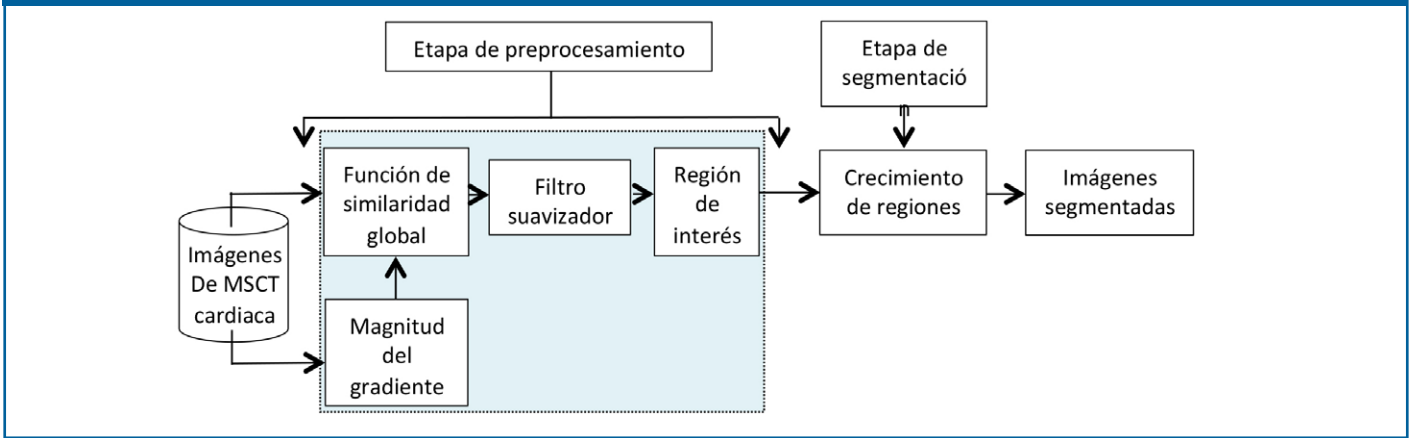 Etapa de preprocesamiento
Etapa de
segmentació
n
Función de
similaridad
global
Filtro
suavizador
Región
de
interés
Crecimiento
de regiones
Imágenes
segmentadas
Imágenes
De MSCT
cardiaca
Magnitud
del
gradiente